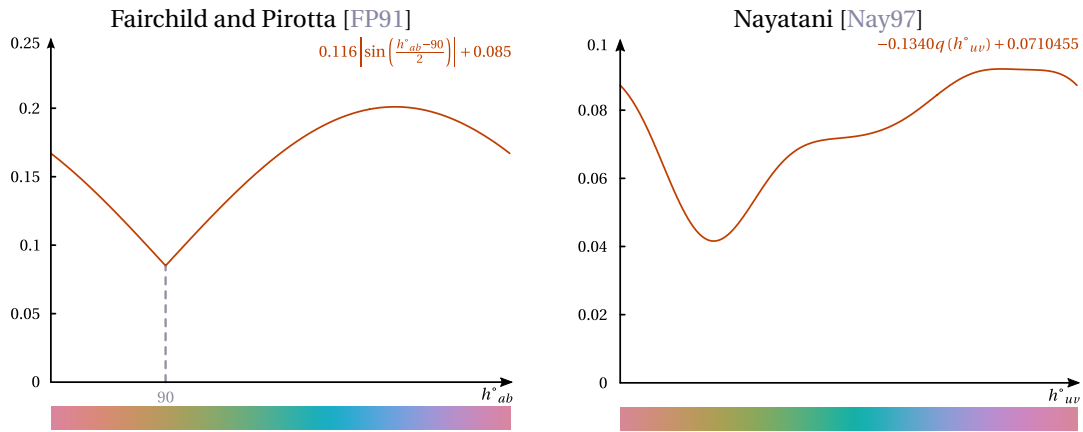 Fairchild and Pirotta [FP91]
0.116 |sin ((h°ab−90)/2)| + 0.085
0.25
0.2
0.15
0.1
0.05
0
90
h°ab
Nayatani [Nay97]
−0.1340q (h°uv) + 0.0710455
0.1
0.08
0.06
0.04
0.02
0
h°uv